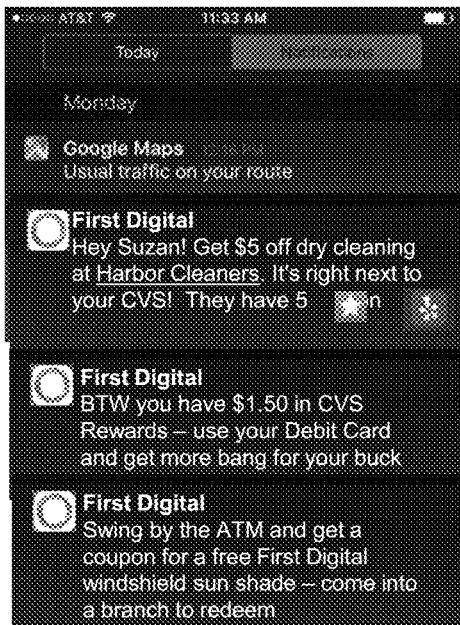 AT&T
11:33 AM
Today
Monday
Google Maps
Usual traffic on your route
First Digital
Hey Suzan! Get $5 off dry cleaning
at Harbor Cleaners. It's right next to
your CVS! They have 5 n
First Digital
BTW you have $1.50 in CVS
Rewards – use your Debit Card
and get more bang for your buck
First Digital
Swing by the ATM and get a
coupon for a free First Digital
windshield sun shade – come into
a branch to redeem